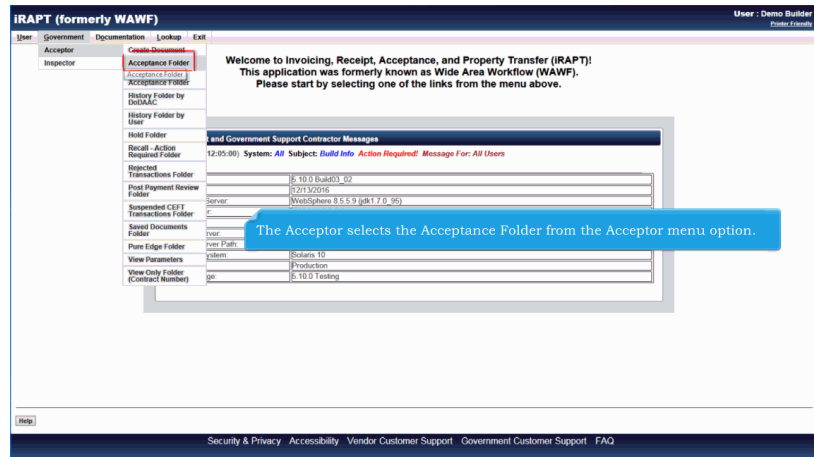 iRAPT (formerly WAWF)
User : Demo Builder
Printer Friendly
User Government Documentation Lookup Exit
Acceptor
Inspector
Create Document
Acceptance Folder
Acceptance Folder
Acceptance Folder
History Folder by
DoDAAC
History Folder by
User
Hold Folder
Recall - Action
Required Folder
Rejected
Transactions Folder
Post Payment Review
Folder
Suspended CEFT
Transactions Folder
Saved Documents
Folder
Pure Edge Folder
View Parameters
View Only Folder
(Contract Number)
Welcome to Invoicing, Receipt, Acceptance, and Property Transfer (iRAPT)!
This application was formerly known as Wide Area Workflow (WAWF).
Please start by selecting one of the links from the menu above.
and Government Support Contractor Messages
12:05:00) System: All Subject: Build Info Action Required! Message For: All Users
5.10.0 Build03_02
12/13/2016
Server: WebSphere 8.5.5.9 (jdk1.7.0_95)
r:
rver:
rver Path:
ystem: Solaris 10
Production
ge: 5.10.0 Testing
The Acceptor selects the Acceptance Folder from the Acceptor menu option.
Help
Security & Privacy Accessibility Vendor Customer Support Government Customer Support FAQ